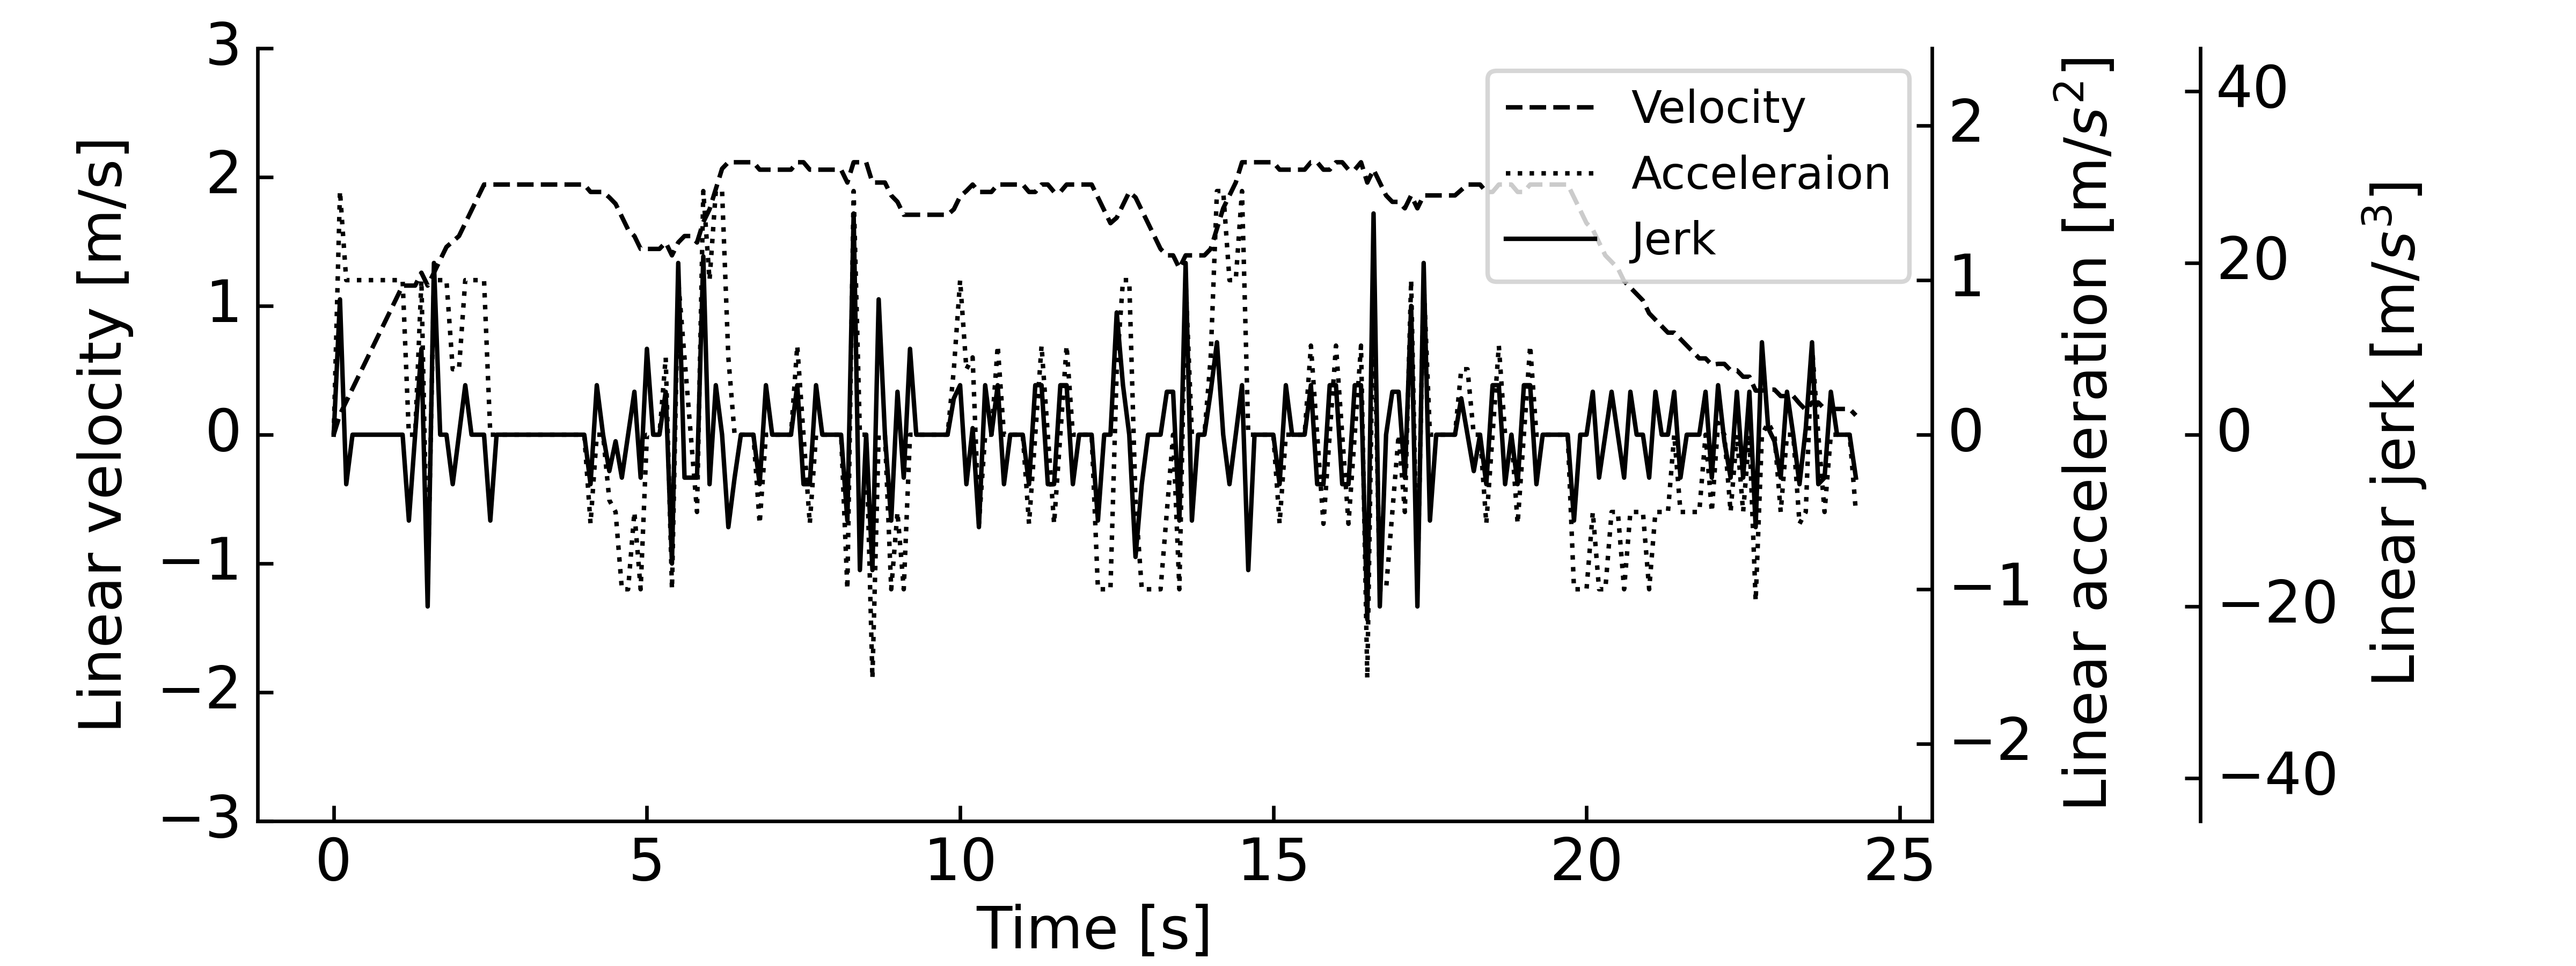 Linear velocity [m/s]
3
2
1
0
−1
−2
−3
0 5 10 15 20 25
Time [s]
Velocity
Acceleraion
Jerk
2
1
0
−1
−2
Linear acceleration [m/s²]
40
20
0
−20
−40
Linear jerk [m/s³]